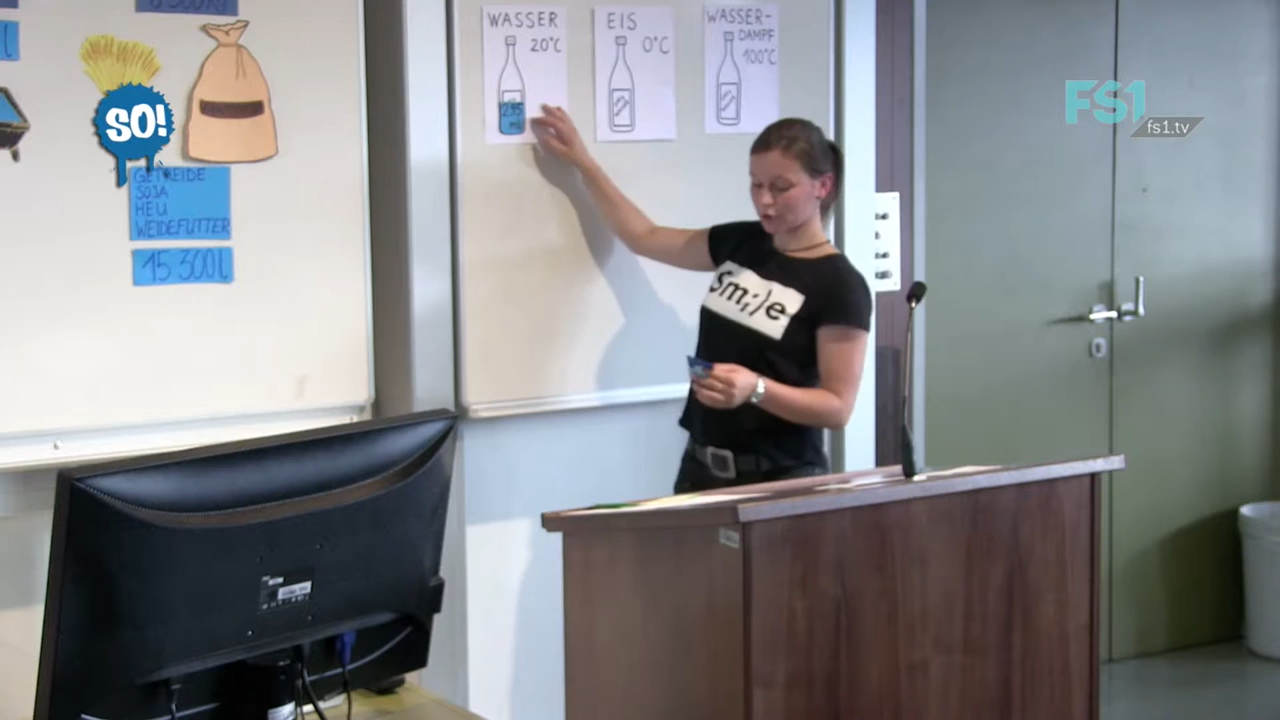 SO!
GETREIDE
SOJA
HEU
WEIDEFUTTER
15 300l
WASSER
20°C
EIS
0°C
WASSER-
DAMPF
100°C
Smile
FS1
fs1.tv